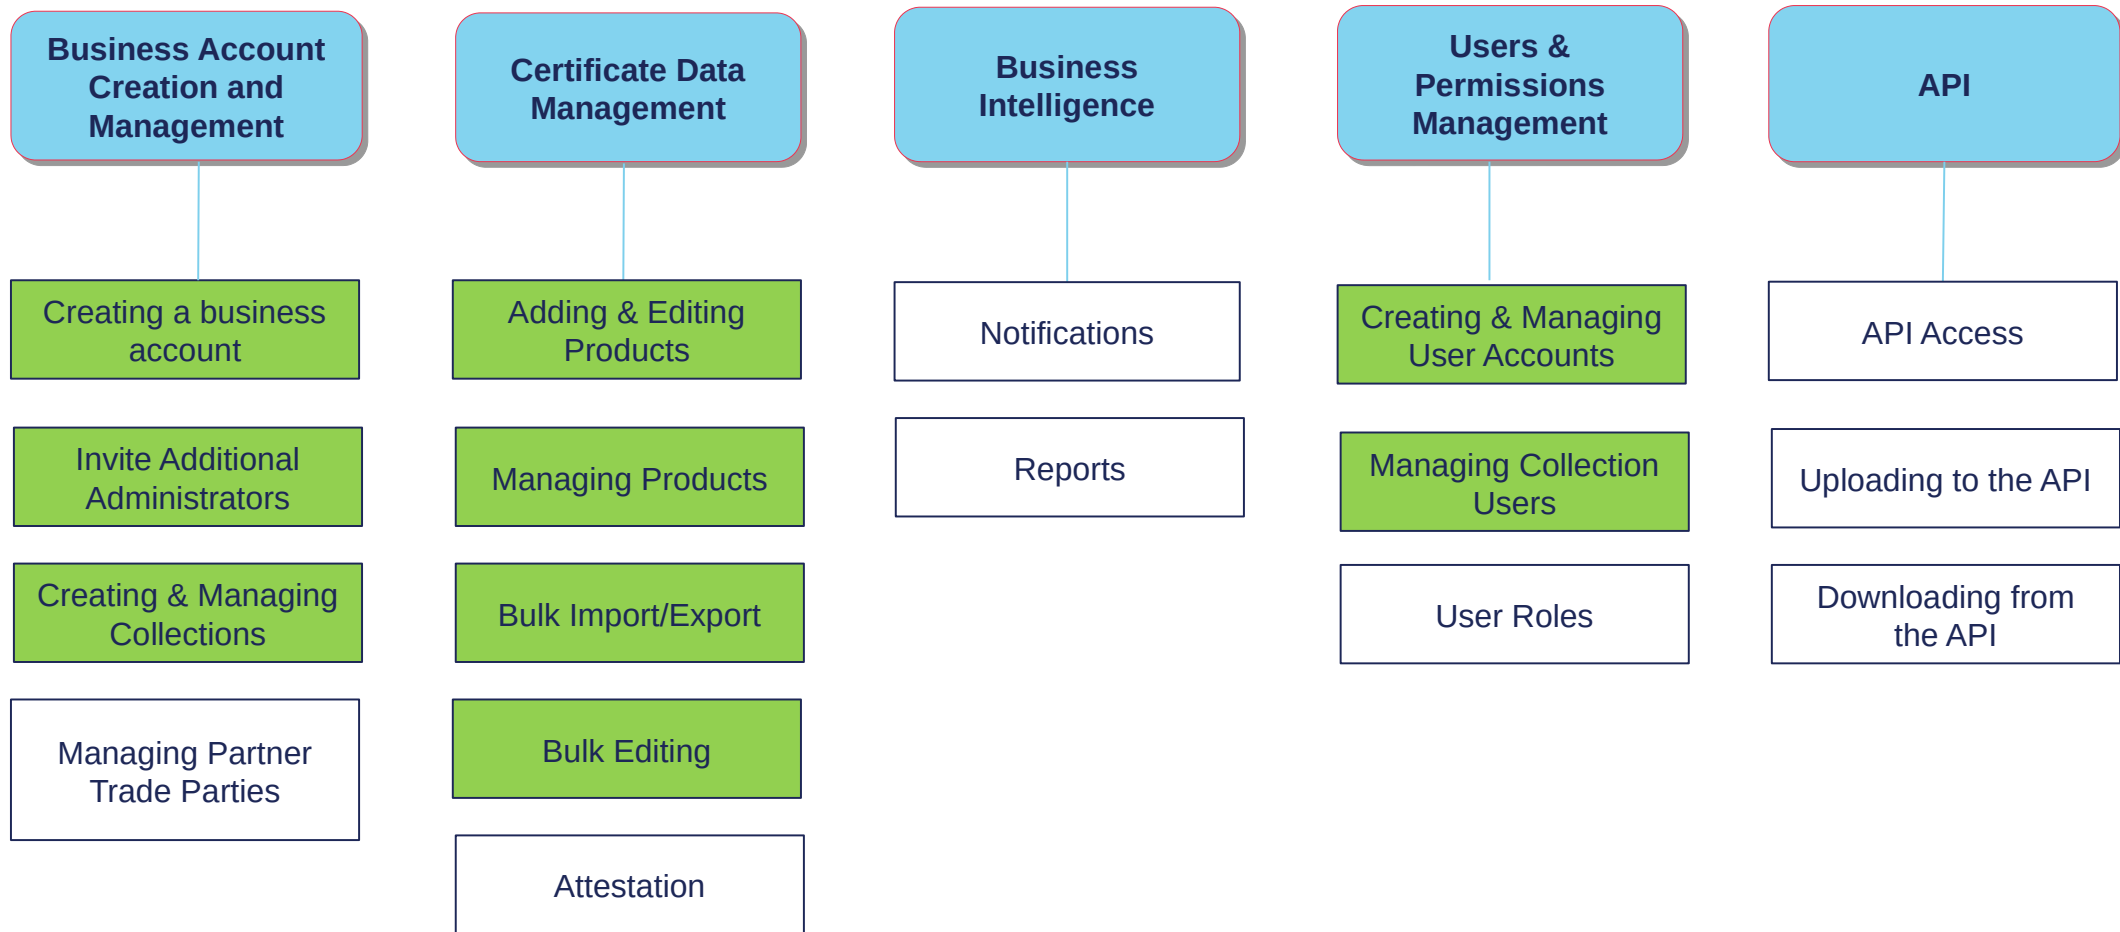 Business Account
Creation and
Management
Certificate Data
Management
Business
Intelligence
Users &
Permissions
Management
API
Creating a business
account
Invite Additional
Administrators
Creating & Managing
Collections
Managing Partner
Trade Parties
Adding & Editing
Products
Managing Products
Bulk Import/Export
Bulk Editing
Attestation
Notifications
Reports
Creating & Managing
User Accounts
Managing Collection
Users
User Roles
API Access
Uploading to the API
Downloading from
the API